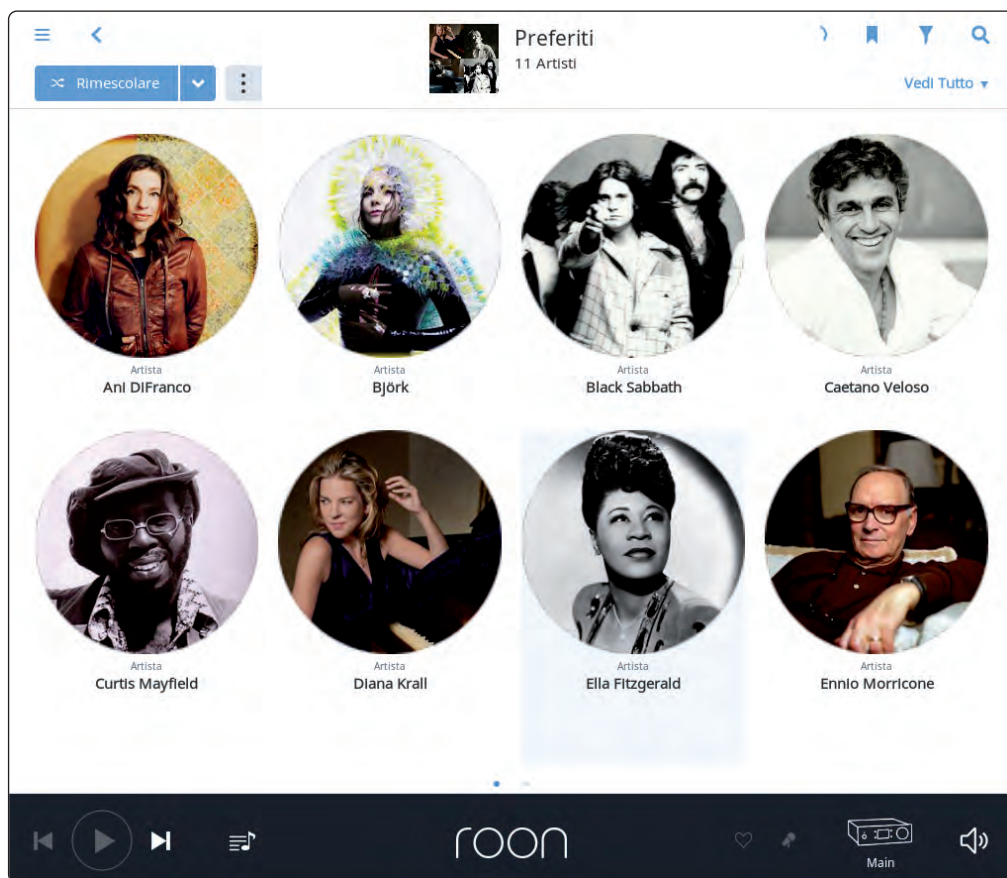 Preferiti
11 Artisti
Rimescolare
Vedi Tutto
Artista
Ani DiFranco
Artista
Björk
Artista
Black Sabbath
Artista
Caetano Veloso
Artista
Curtis Mayfield
Artista
Diana Krall
Artista
Ella Fitzgerald
Artista
Ennio Morricone
roon
Main